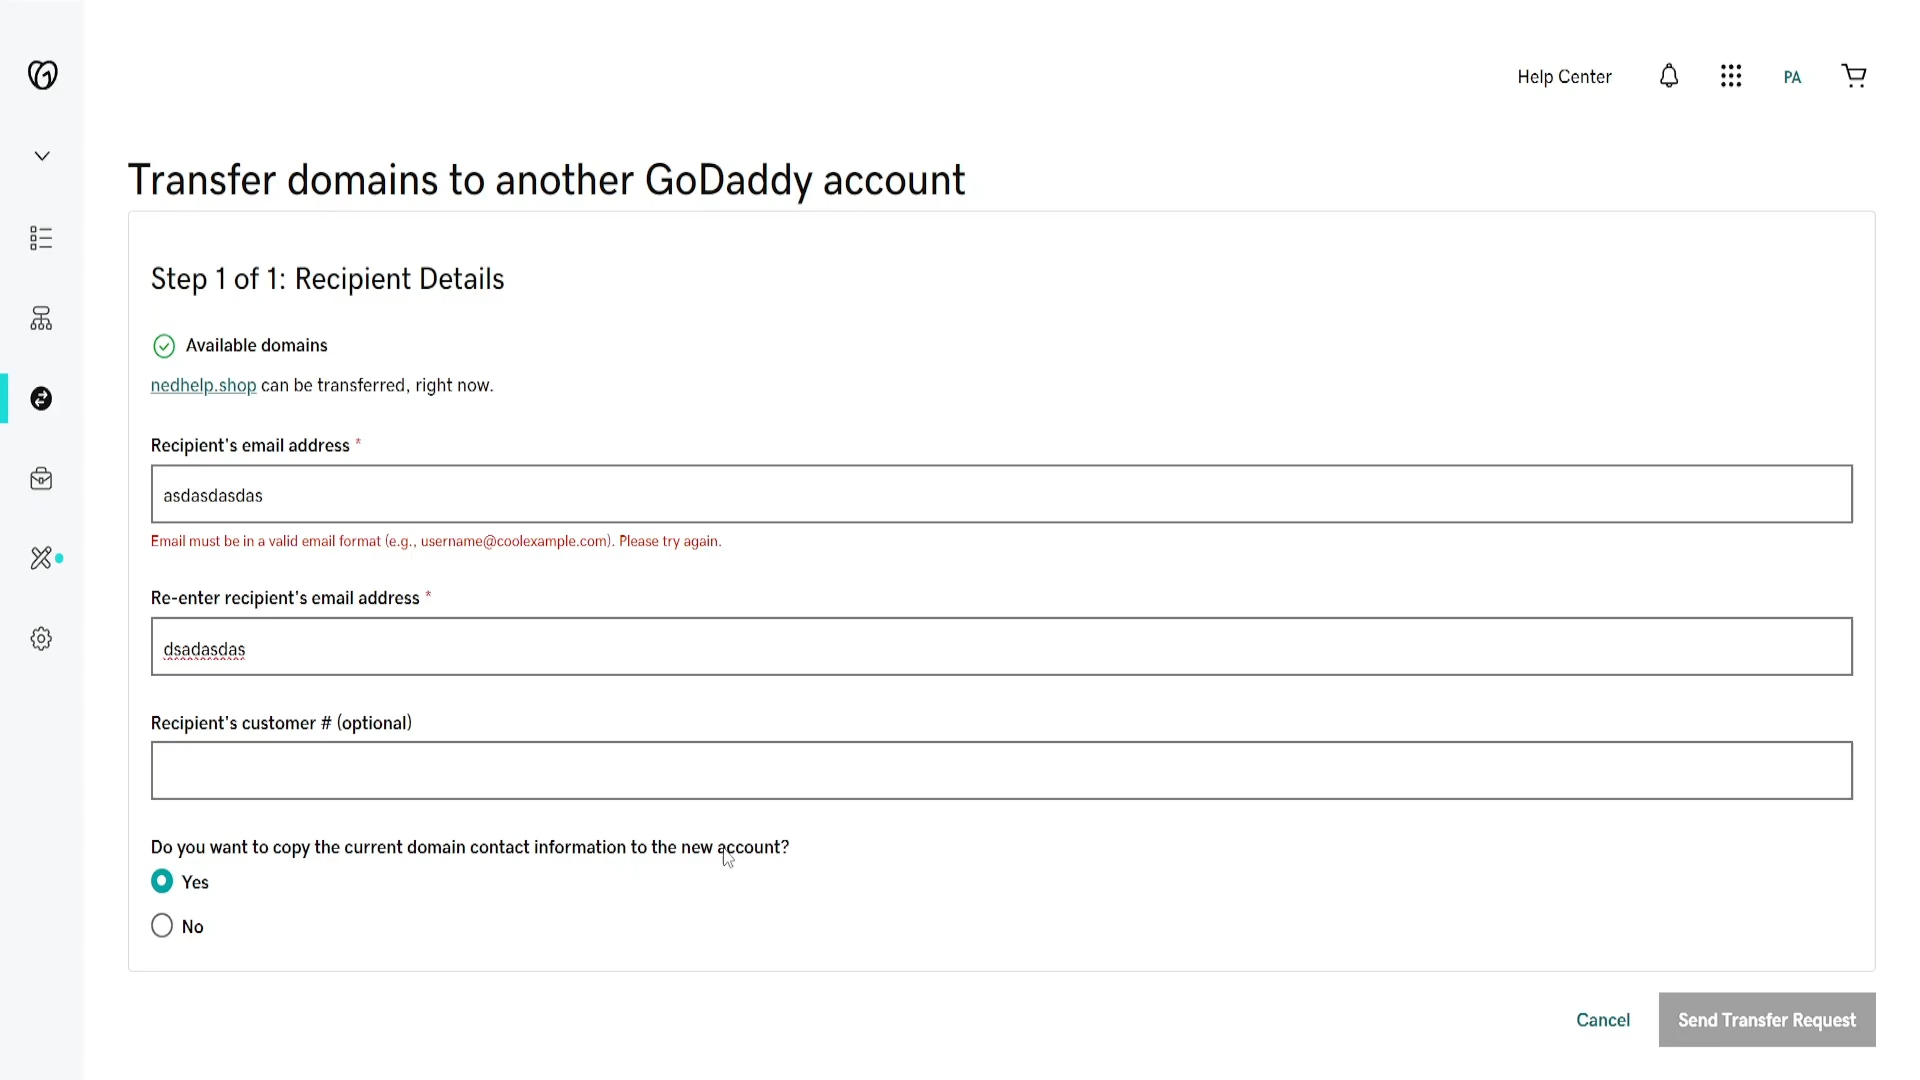 Help Center
PA
Transfer domains to another GoDaddy account
Step 1 of 1: Recipient Details
Available domains
nedhelp.shop can be transferred, right now.
Recipient's email address *
asdasdasdas
Email must be in a valid email format (e.g., username@coolexample.com). Please try again.
Re-enter recipient's email address *
dsadasdas
Recipient's customer # (optional)
Do you want to copy the current domain contact information to the new account?
Yes
No
Cancel
Send Transfer Request